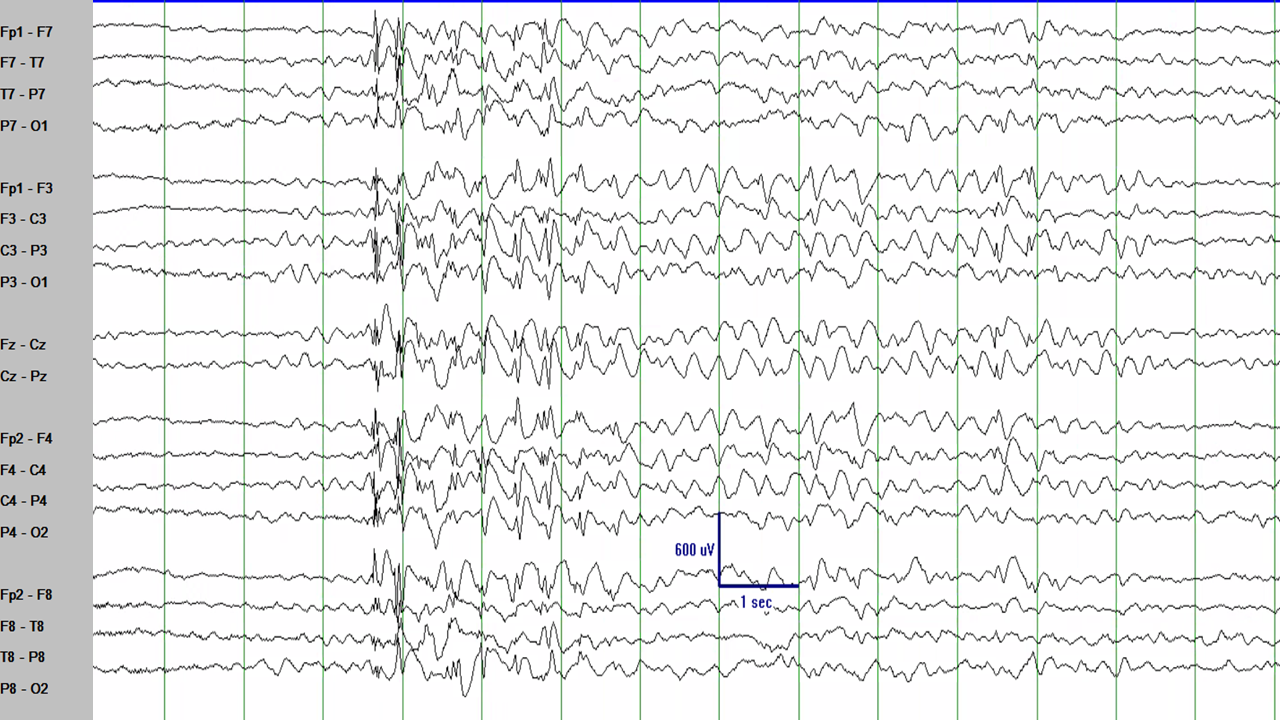 Fp1 - F7
F7 - T7
T7 - P7
P7 - O1
Fp1 - F3
F3 - C3
C3 - P3
P3 - O1
Fz - Cz
Cz - Pz
Fp2 - F4
F4 - C4
C4 - P4
P4 - O2
600 uV
Fp2 - F8
1 sec
F8 - T8
T8 - P8
P8 - O2